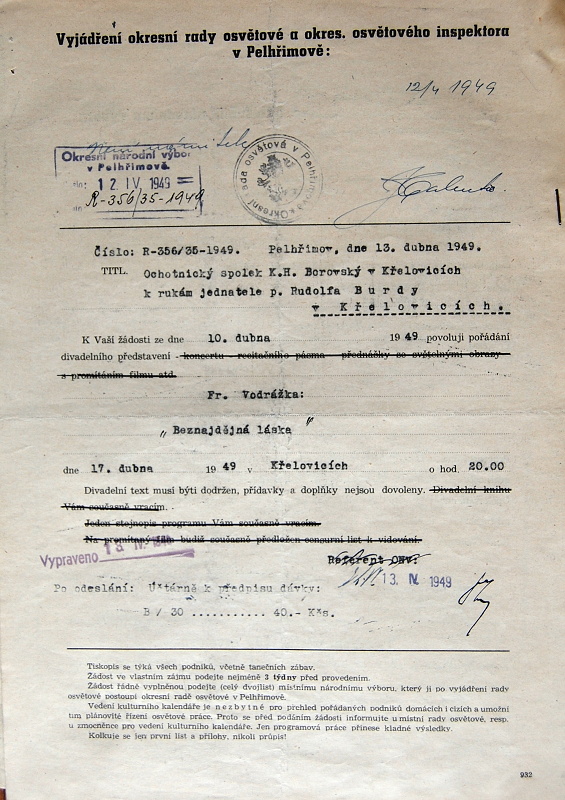 Vyjádření okresní rady osvětové a okres. osvětového inspektora
v Pelhřimově:
12/4 1949
Okresní národní výbor
v Pelhřimově
12 IV. 1949
R-356/35-1949
Okresní rada osvětová v Pelhřimově
Číslo: R-356/35-1949. Pelhřimov, dne 13. dubna 1949.
TITL. Ochotnický spolek K.H. Borovský v Křelovicích
k rukám jednatele p. Rudolfa Burdy
v Křelovicích.
K Vaší žádosti ze dne 10. dubna 1949 povoluji pořádání
divadelního představení - koncertu - recitačního pásma - přednášky se světelnými obrazy
s promítáním filmu atd.
Fr. Vodrážka:
„Beznajdějná láska"
dne 17. dubna 1949 v Křelovicích o hod. 20.00
Divadelní text musí býti dodržen, přídavky a doplňky nejsou dovoleny. Divadelní knihu
Vám současně vracím.
Jeden stejnopis programu Vám současně vracím.
Na promítaný film budiž současně předložen censurní list k vidování.
Vypraveno 13 IV.
Referent ONV:
13. IV 1949
Po odeslání: Účtárně k předpisu dávky:
B / 30 ........... 40.- Kčs.
Tiskopis se týká všech podniků, včetně tanečních zábav.
Žádost ve vlastním zájmu podejte nejméně 3 týdny před provedením.
Žádost řádně vyplněnou podejte (celý dvojlist) místnímu národnímu výboru, který ji po vyjádření rady
osvětové postoupí okresní radě osvětové v Pelhřimově.
Vedení kulturního kalendáře je nezbytné pro přehled pořádaných podniků domácích i cizích a umožní
tím plánovité řízení osvětové práce. Proto se před podáním žádosti informujte u místní rady osvětové, resp.
u zmocněnce pro vedení kulturního kalendáře. Jen programová práce přinese kladné výsledky.
Kolkuje se jen první list a přílohy, nikoli průpis!
932